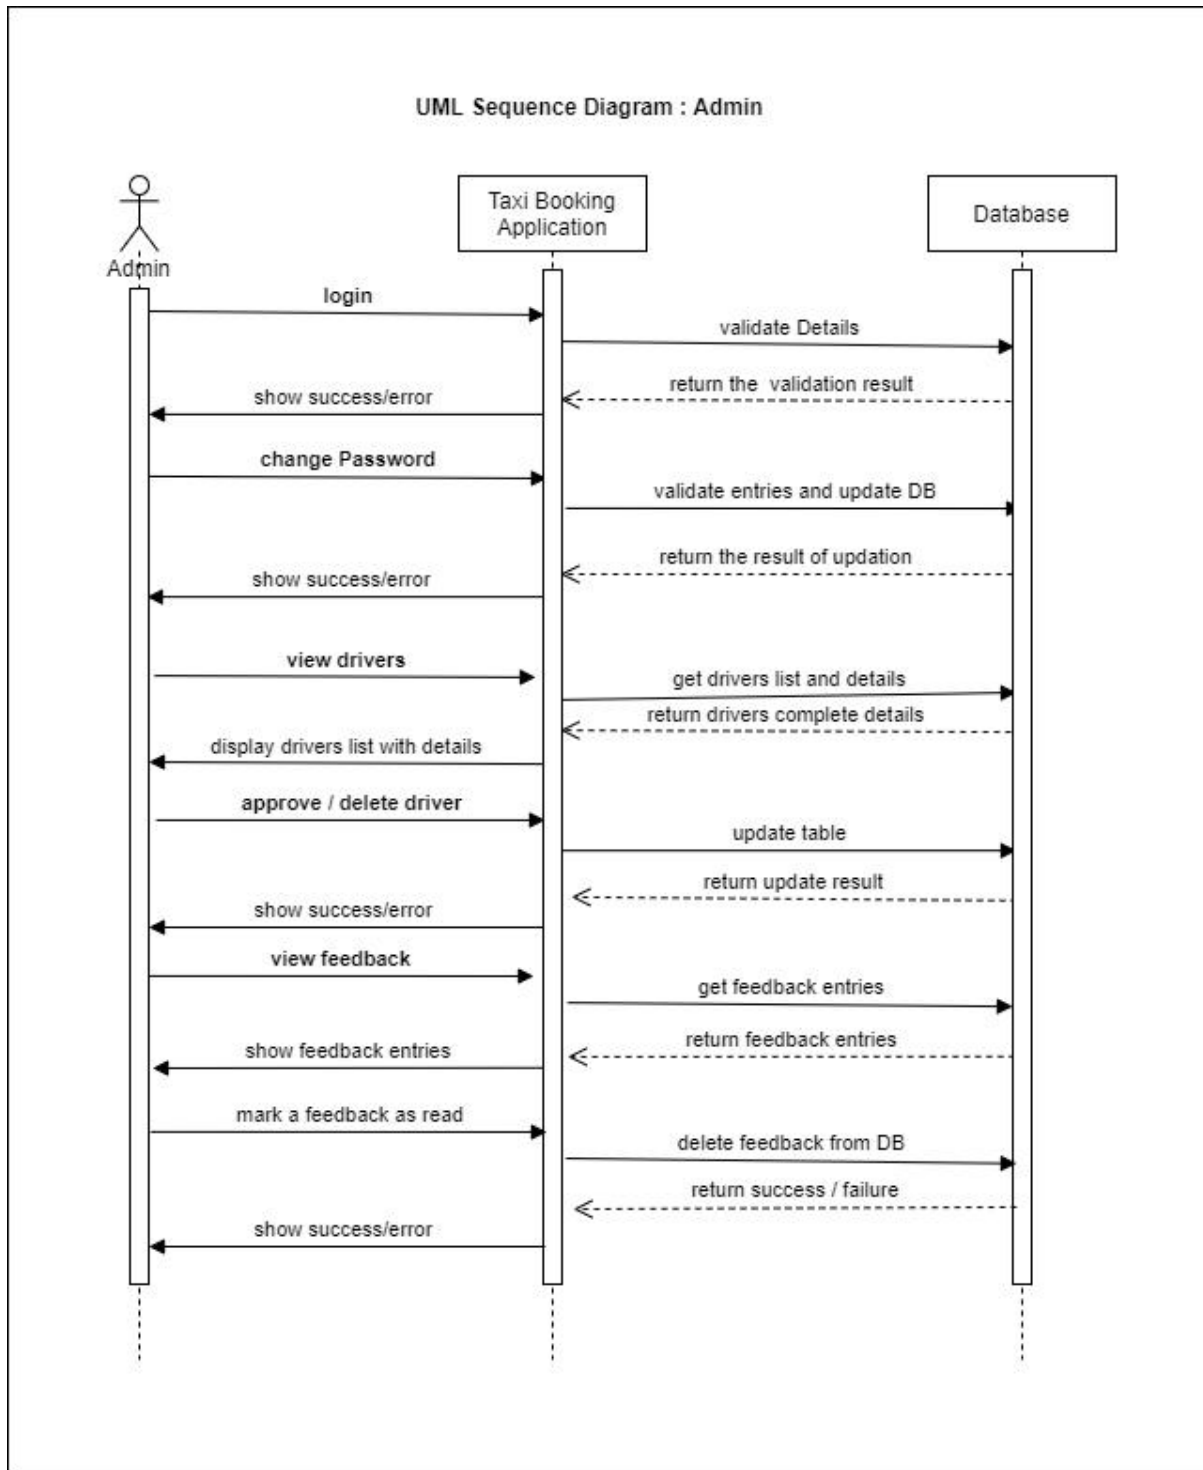 UML Sequence Diagram : Admin
Taxi Booking
Application
Database
Admin
login
validate Details
return the validation result
show success/error
change Password
validate entries and update DB
return the result of updation
show success/error
view drivers
get drivers list and details
return drivers complete details
display drivers list with details
approve / delete driver
update table
return update result
show success/error
view feedback
get feedback entries
return feedback entries
show feedback entries
mark a feedback as read
delete feedback from DB
return success / failure
show success/error